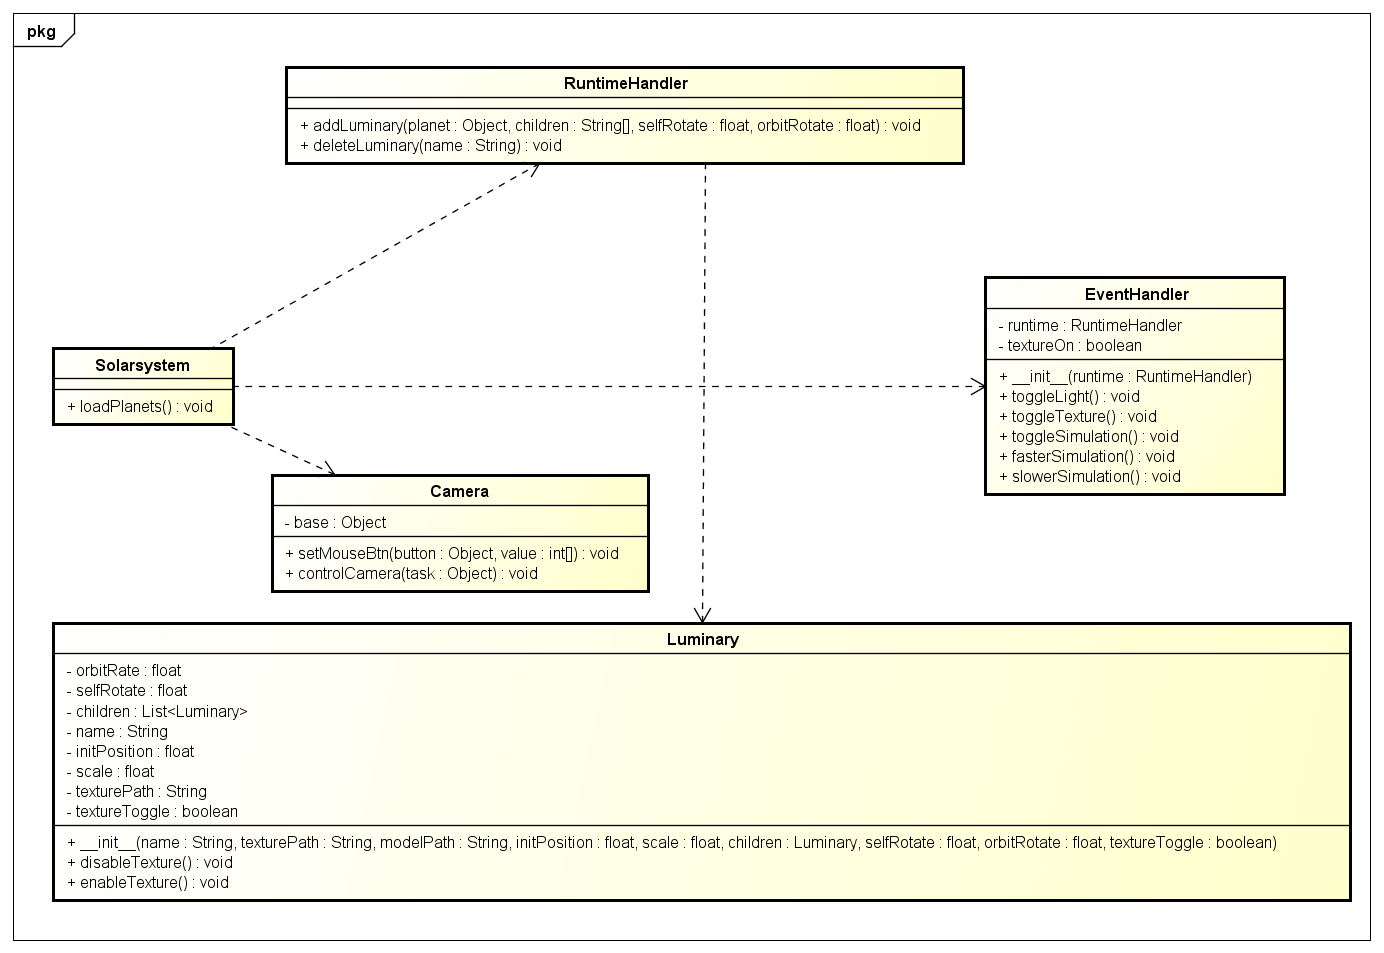 pkg
RuntimeHandler
+ addLuminary(planet : Object, children : String[], selfRotate : float, orbitRotate : float) : void
+ deleteLuminary(name : String) : void
EventHandler
- runtime : RuntimeHandler
- textureOn : boolean
+ __init__(runtime : RuntimeHandler)
+ toggleLight() : void
+ toggleTexture() : void
+ toggleSimulation() : void
+ fasterSimulation() : void
+ slowerSimulation() : void
Solarsystem
+ loadPlanets() : void
Camera
- base : Object
+ setMouseBtn(button : Object, value : int[]) : void
+ controlCamera(task : Object) : void
Luminary
- orbitRate : float
- selfRotate : float
- children : List<Luminary>
- name : String
- initPosition : float
- scale : float
- texturePath : String
- textureToggle : boolean
+ __init__(name : String, texturePath : String, modelPath : String, initPosition : float, scale : float, children : Luminary, selfRotate : float, orbitRotate : float, textureToggle : boolean)
+ disableTexture() : void
+ enableTexture() : void